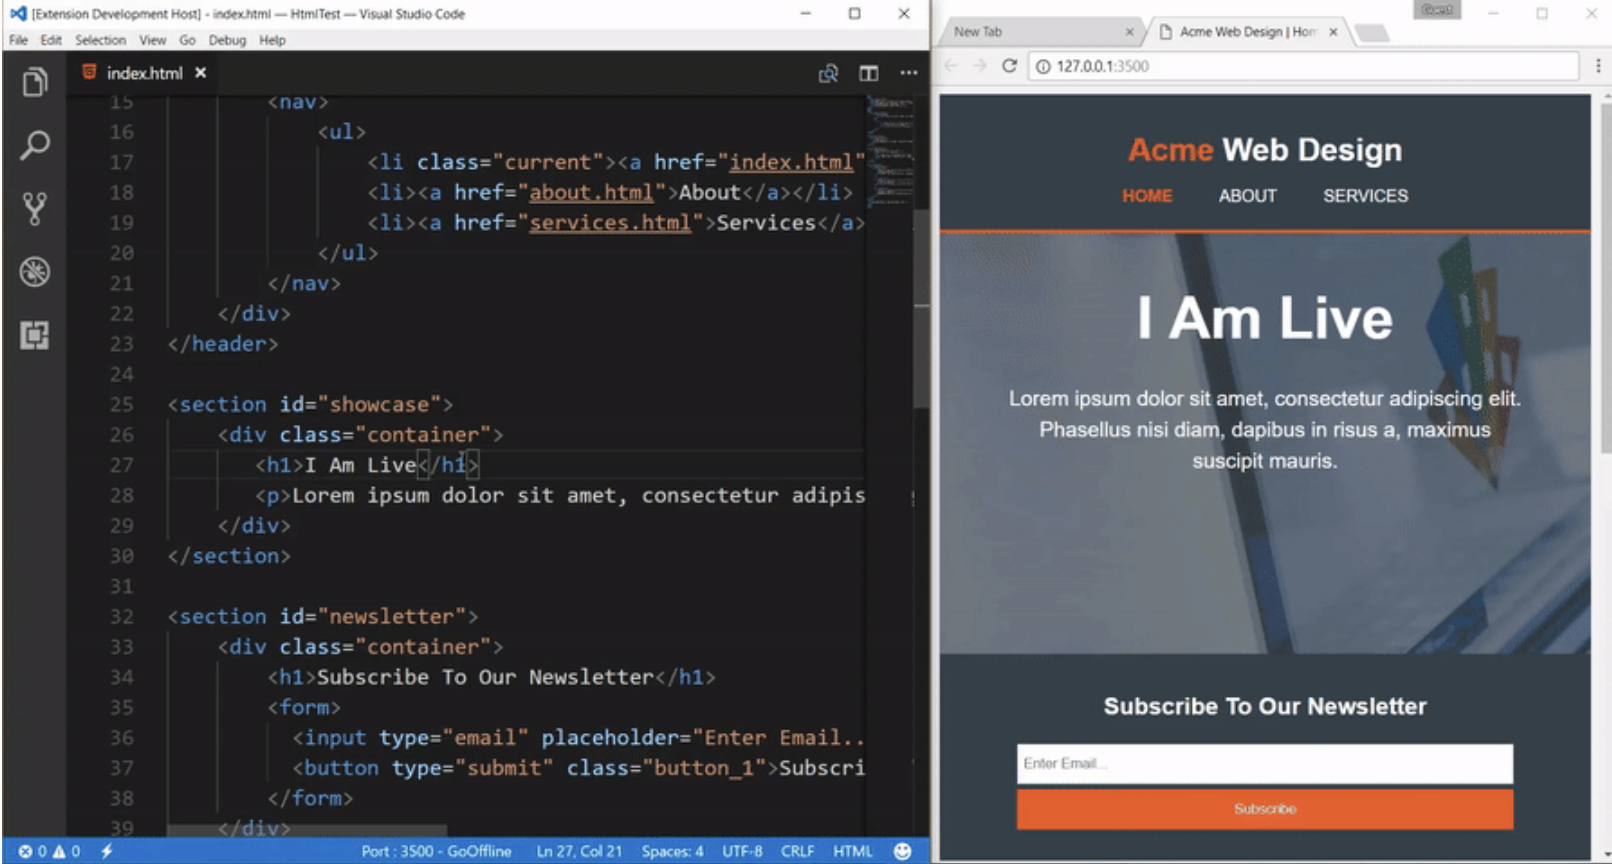 [Extension Development Host] - index.html — HtmlTest — Visual Studio Code
File Edit Selection View Go Debug Help
index.html
15 <nav>
16 <ul>
17 <li class="current"><a href="index.html"
18 <li><a href="about.html">About</a></li>
19 <li><a href="services.html">Services</a>
20 </ul>
21 </nav>
22 </div>
23 </header>
24
25 <section id="showcase">
26 <div class="container">
27 <h1>I Am Live</h1>
28 <p>Lorem ipsum dolor sit amet, consectetur adipis
29 </div>
30 </section>
31
32 <section id="newsletter">
33 <div class="container">
34 <h1>Subscribe To Our Newsletter</h1>
35 <form>
36 <input type="email" placeholder="Enter Email..
37 <button type="submit" class="button_1">Subscri
38 </form>
39 </div>
0 0 Port : 3500 - GoOffline Ln 27, Col 21 Spaces: 4 UTF-8 CRLF HTML
Guest
New Tab Acme Web Design | Hom
127.0.0.1:3500
Acme Web Design
HOME ABOUT SERVICES
I Am Live
Lorem ipsum dolor sit amet, consectetur adipiscing elit.
Phasellus nisi diam, dapibus in risus a, maximus
suscipit mauris.
Subscribe To Our Newsletter
Enter Email...
Subscribe